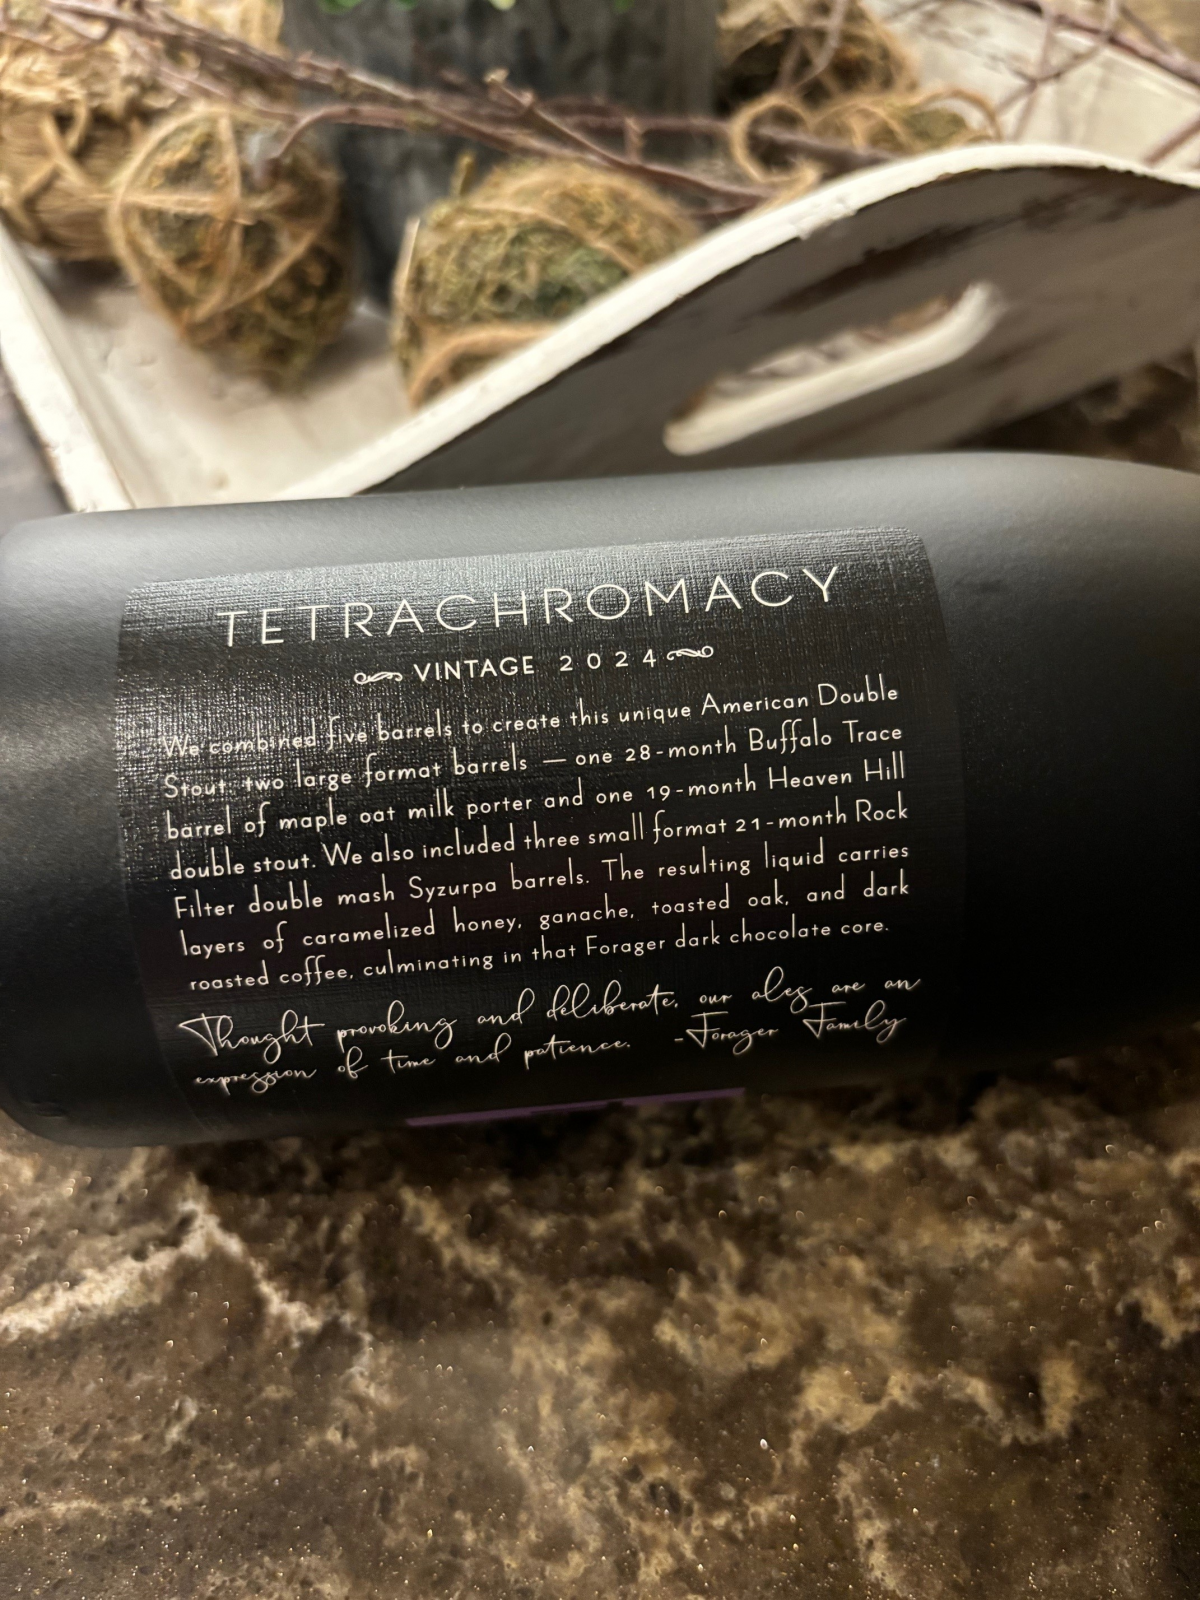 TETRACHROMACY
VINTAGE 2024
We combined five barrels to create this unique American Double
Stout: two large format barrels — one 28-month Buffalo Trace
barrel of maple oat milk porter and one 19-month Heaven Hill
double stout. We also included three small format 21-month Rock
Filter double mash Syzurpa barrels. The resulting liquid carries
layers of caramelized honey, ganache, toasted oak, and dark
roasted coffee, culminating in that Forager dark chocolate core.
Thought provoking and deliberate, our ales are an
expression of time and patience. -Forager Family